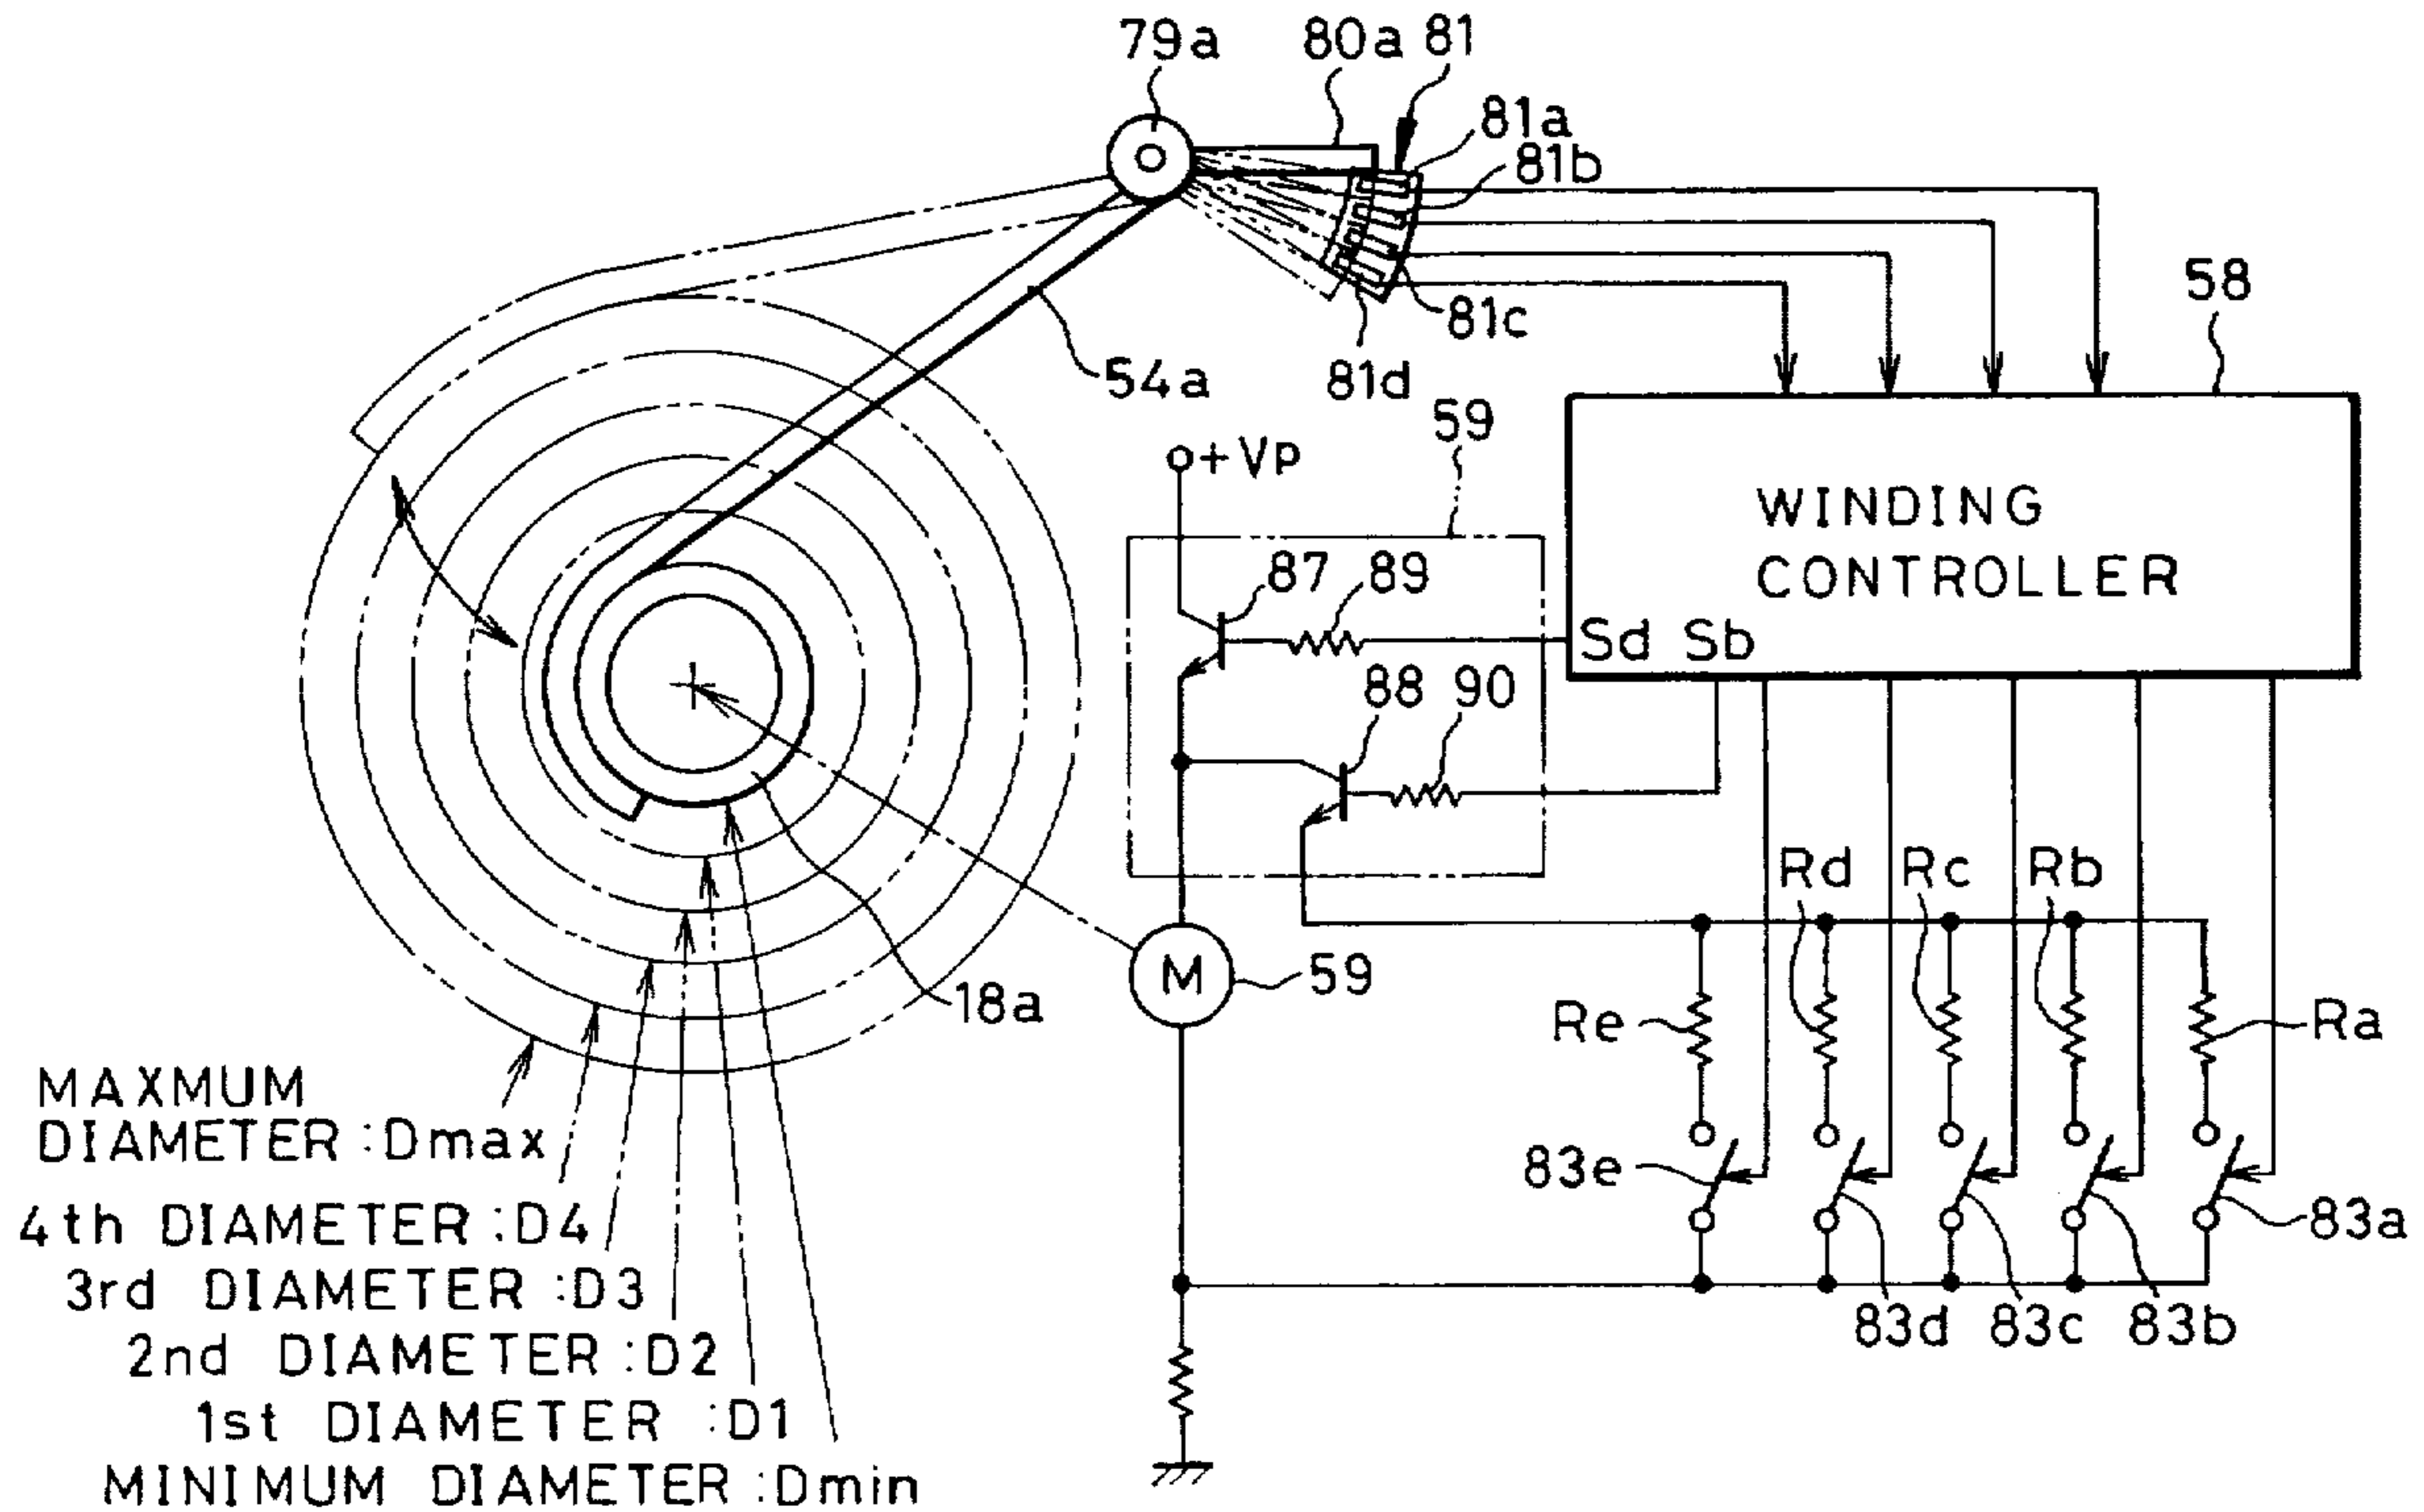 79a
80a
81
81a
81b
81c
81d
54a
58
59
+Vp
WINDING
CONTROLLER
Sd
Sb
87
89
88
90
18a
M
59
Re
Rd
Rc
Rb
Ra
83e
83d
83c
83b
83a
MAXMUM
DIAMETER :Dmax
4th DIAMETER :D4
3rd DIAMETER :D3
2nd DIAMETER :D2
1st DIAMETER :D1
MINIMUM DIAMETER :Dmin